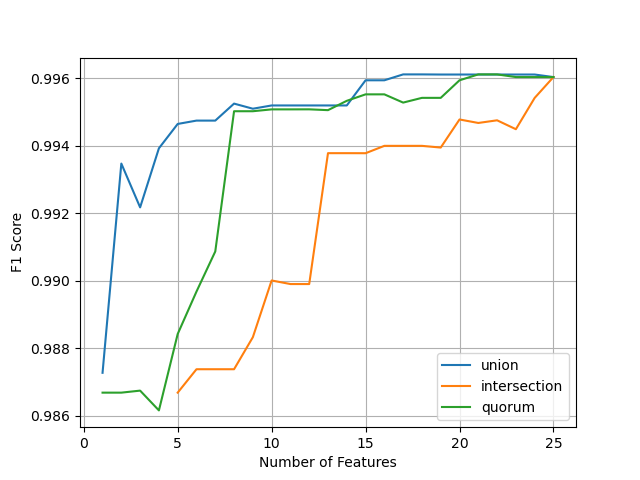 0.996
0.994
0.992
0.990
0.988
0.986
F1 Score
0 5 10 15 20 25
Number of Features
union
intersection
quorum